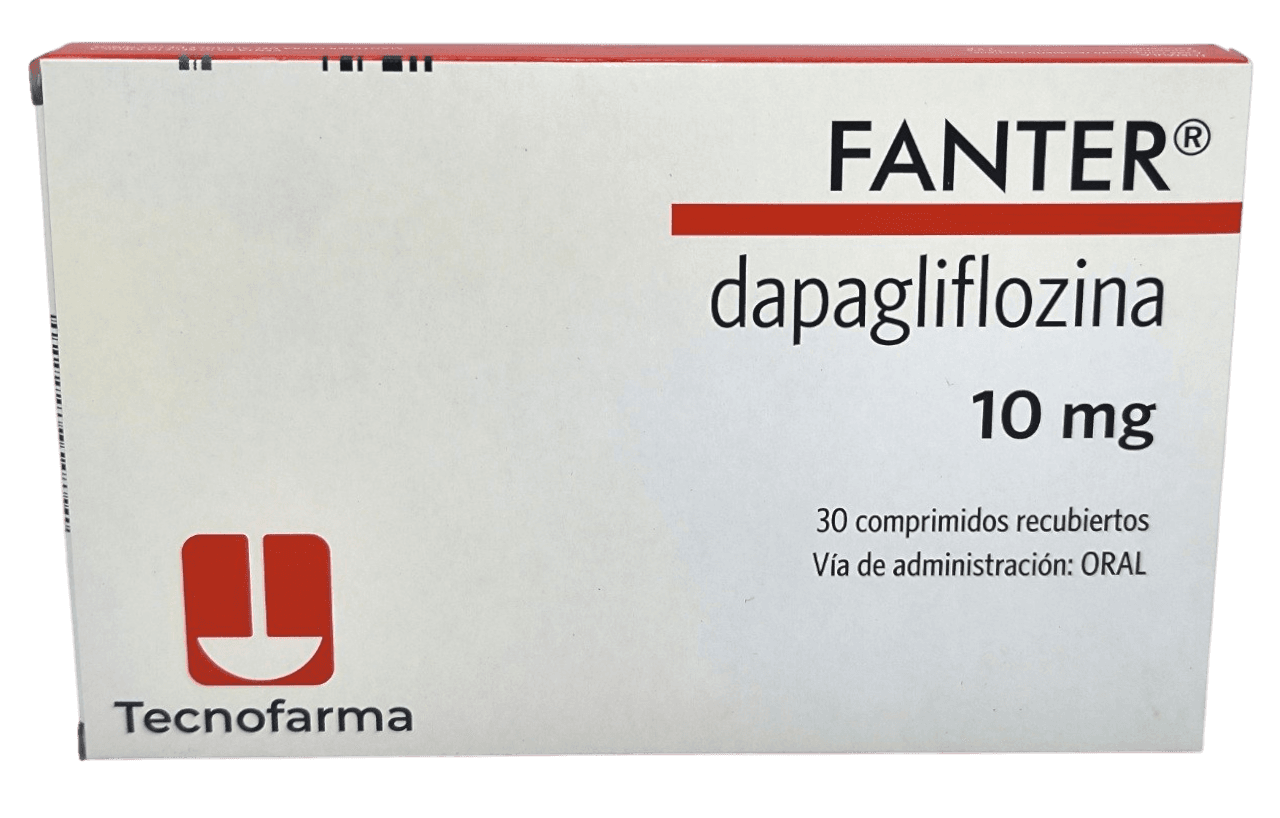 FANTER®
dapagliflozina
10 mg
30 comprimidos recubiertos
Vía de administración: ORAL
Tecnofarma